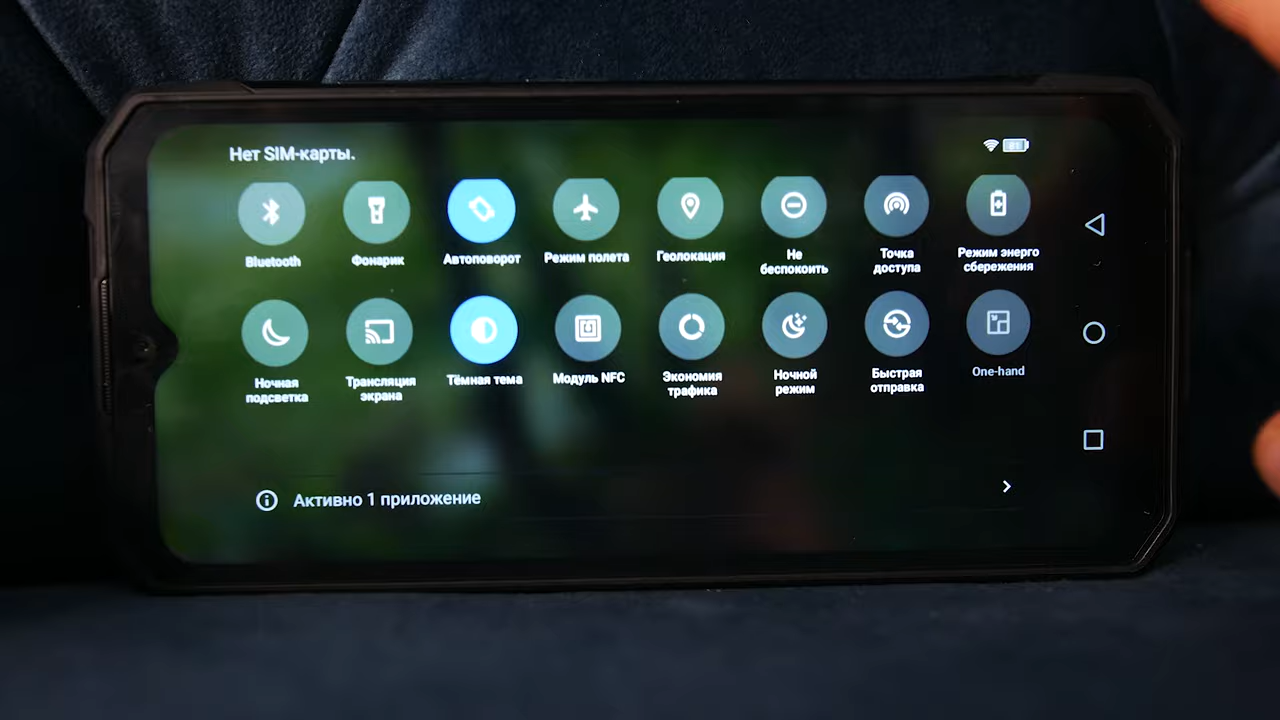 Нет SIM-карты.
Bluetooth
Фонарик
Автоповорот
Режим полета
Геолокация
Не
беспокоить
Точка
доступа
Режим энерго
сбережения
Ночная
подсветка
Трансляция
экрана
Тёмная тема
Модуль NFC
Экономия
трафика
Ночной
режим
Быстрая
отправка
One-hand
Активно 1 приложение